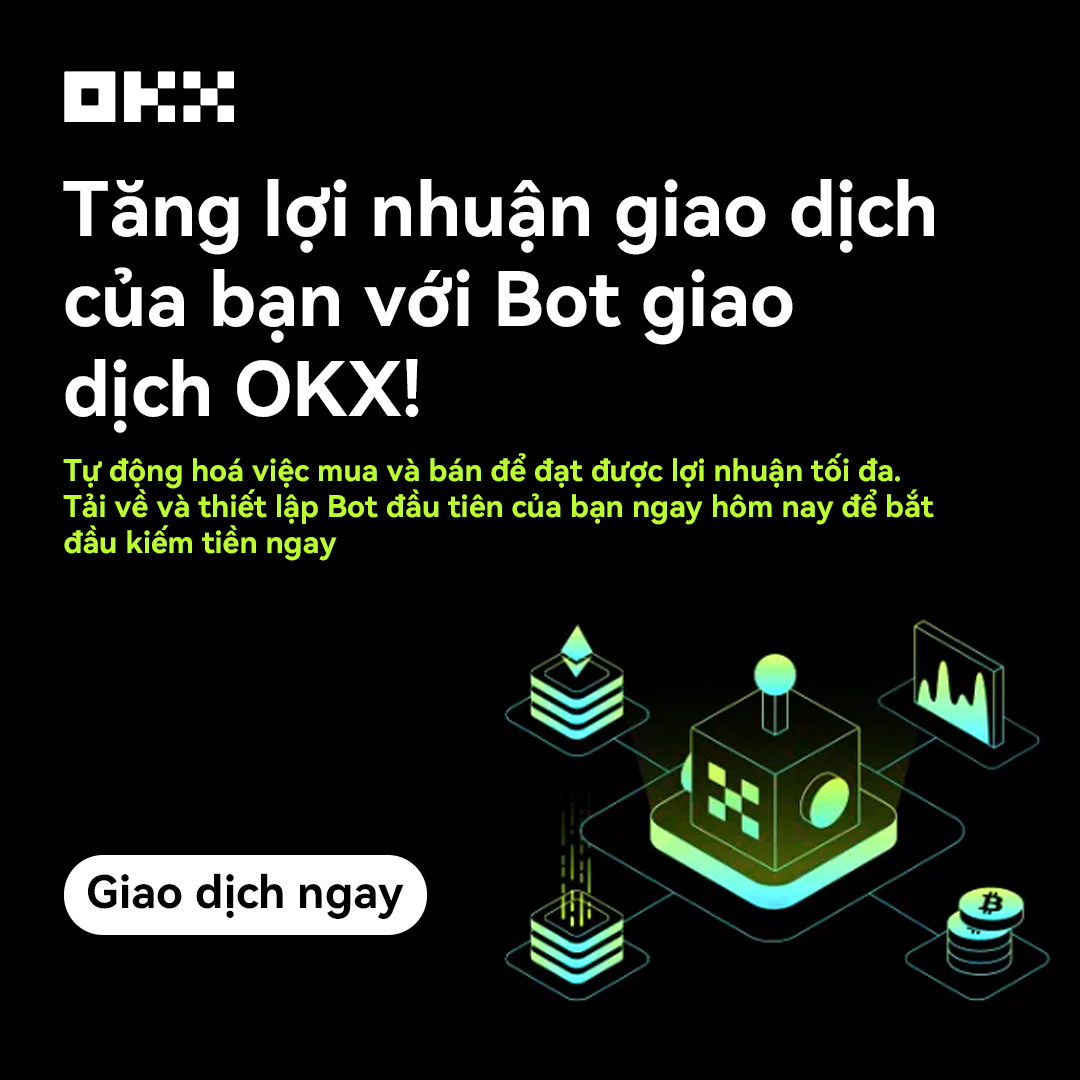 OKX
Tăng lợi nhuận giao dịch
của bạn với Bot giao
dịch OKX!
Tự động hoá việc mua và bán để đạt được lợi nhuận tối đa.
Tải về và thiết lập Bot đầu tiên của bạn ngay hôm nay để bắt
đầu kiếm tiền ngay
Giao dịch ngay